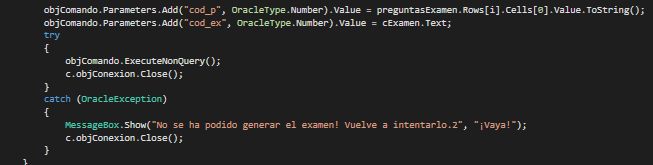 objComando.Parameters.Add("cod_p", OracleType.Number).Value = preguntasExamen.Rows[i].Cells[0].Value.ToString();
objComando.Parameters.Add("cod_ex", OracleType.Number).Value = cExamen.Text;
try
{
objComando.ExecuteNonQuery();
c.objConexion.Close();
}
catch (OracleException)
{
MessageBox.Show("No se ha podido generar el examen! Vuelve a intentarlo.2", "¡Vaya!");
c.objConexion.Close();
}
}